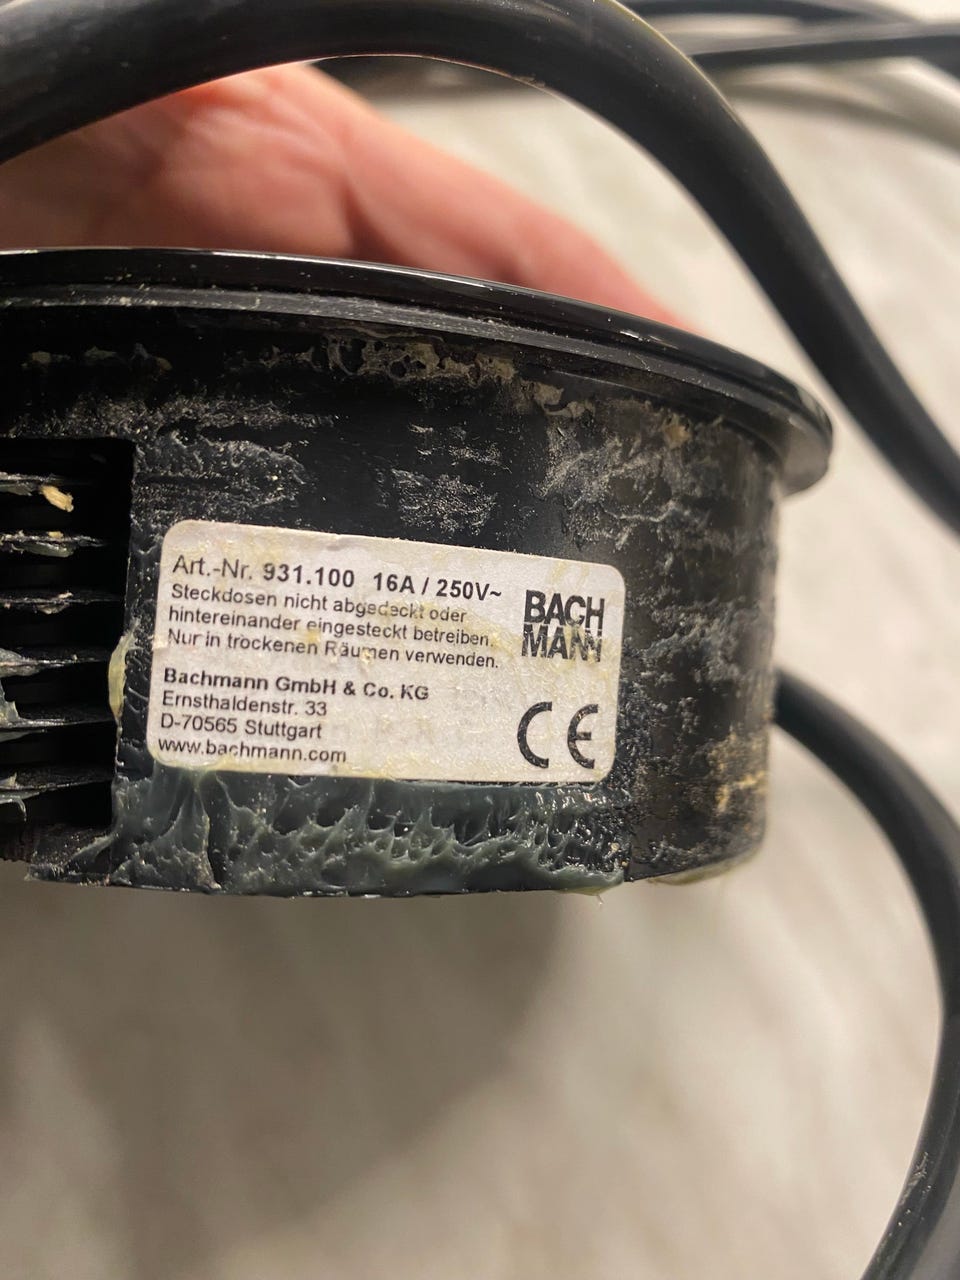 Art.-Nr. 931.100 16A / 250V~
Steckdosen nicht abgedeckt oder
hintereinander eingesteckt betreiben.
Nur in trockenen Räumen verwenden.
BACH
MANN
Bachmann GmbH & Co. KG
Ernsthaldenstr. 33
D-70565 Stuttgart
www.bachmann.com
CE